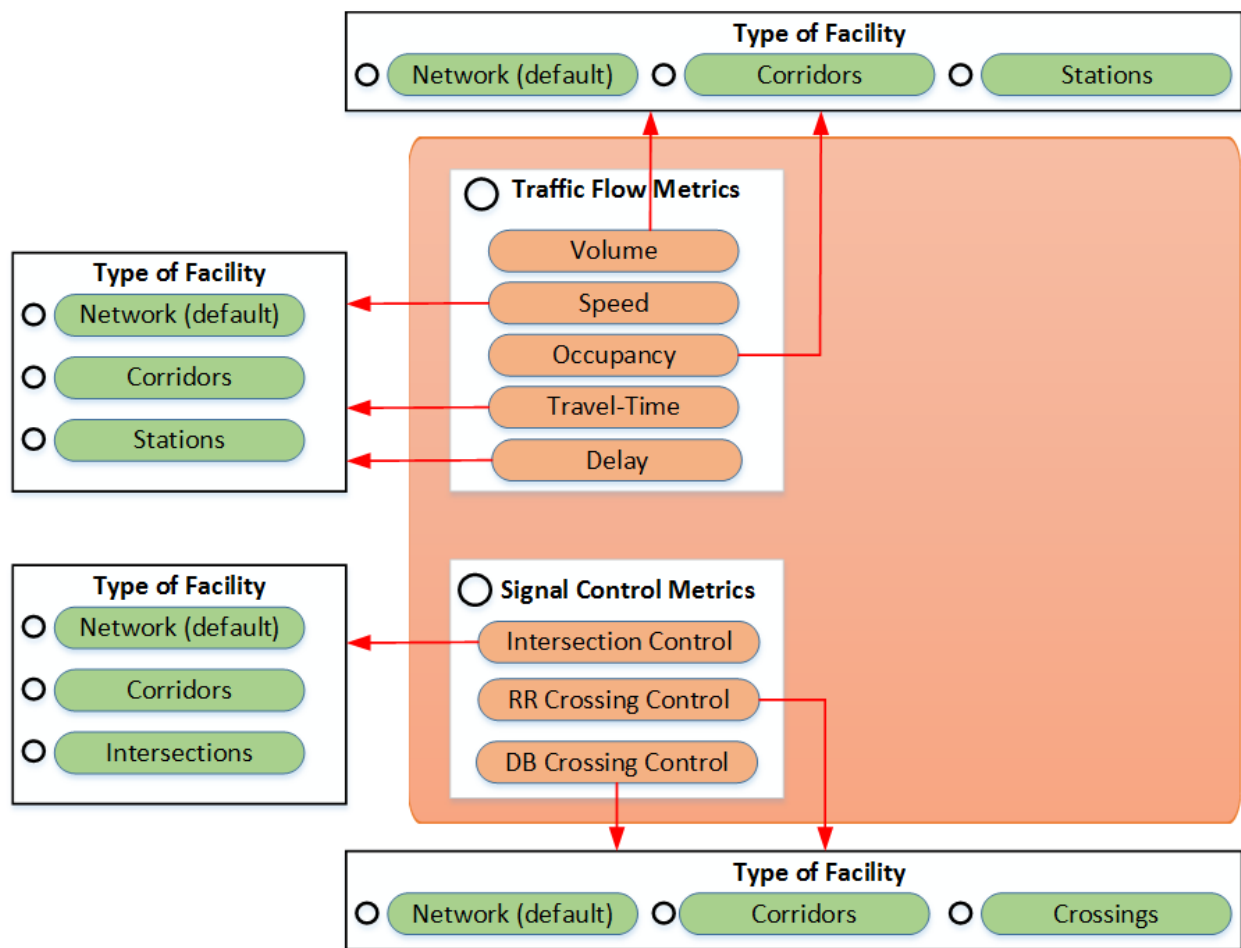 Type of Facility
Network (default)
Corridors
Stations
Traffic Flow Metrics
Volume
Speed
Occupancy
Travel-Time
Delay
Type of Facility
Network (default)
Corridors
Stations
Signal Control Metrics
Intersection Control
RR Crossing Control
DB Crossing Control
Type of Facility
Network (default)
Corridors
Intersections
Type of Facility
Network (default)
Corridors
Crossings